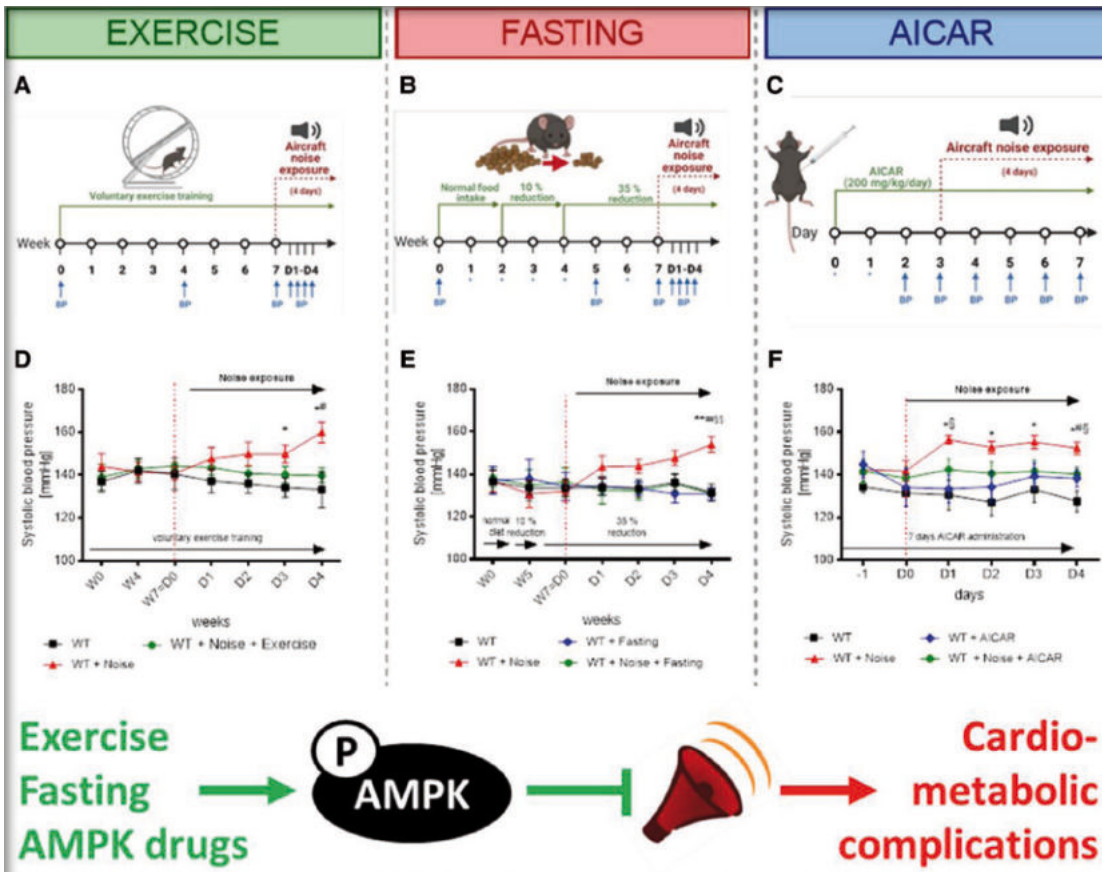 EXERCISE
FASTING
AICAR
A
Aircraft
noise
exposure
(4 days)
Voluntary exercise training
Week
0 1 2 3 4 5 6 7 D1-D4
BP BP BP BP
B
Aircraft
noise
exposure
(4 days)
Normal food
intake
10 %
reduction
35 %
reduction
Week
0 1 2 3 4 5 6 7 D1-D4
BP BP BP BP
C
Aircraft noise exposure
(4 days)
AICAR
(200 mg/kg/day)
Day
0 1 2 3 4 5 6 7
BP BP BP BP BP BP
D
Noise exposure
Systolic blood pressure
[mmHg]
180
160
140
120
100
voluntary exercise training
W0 W4 W7=D0 D1 D2 D3 D4
weeks
WT
WT + Noise + Exercise
WT + Noise
E
Noise exposure
Systolic blood pressure
[mmHg]
180
160
140
120
100
normal
diet
10 %
reduction
35 %
reduction
W0 W5 W7=D0 D1 D2 D3 D4
weeks
WT
WT + Fasting
WT + Noise
WT + Noise + Fasting
F
Noise exposure
Systolic blood pressure
[mmHg]
180
160
140
120
100
7 days AICAR administration
-1 D0 D1 D2 D3 D4
days
WT
WT + AICAR
WT + Noise
WT + Noise + AICAR
Exercise
Fasting
AMPK drugs
P
AMPK
Cardio-
metabolic
complications